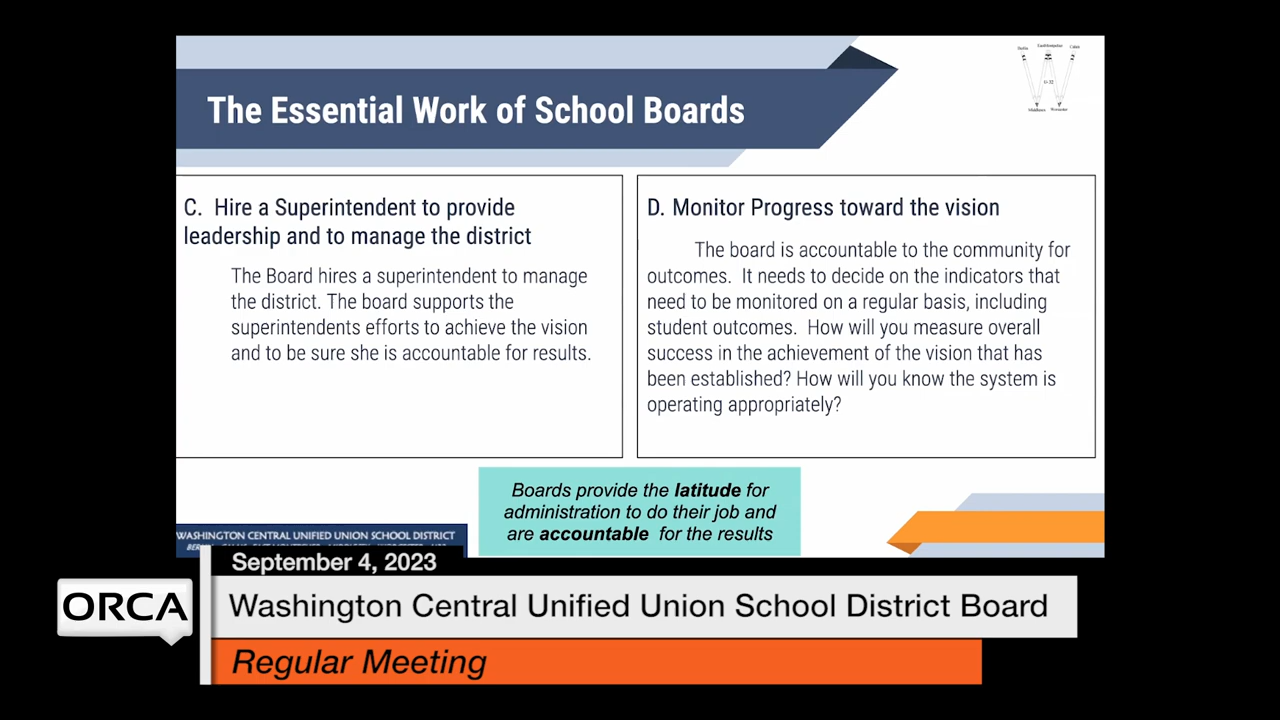 The Essential Work of School Boards
C. Hire a Superintendent to provide
leadership and to manage the district
The Board hires a superintendent to manage
the district. The board supports the
superintendents efforts to achieve the vision
and to be sure she is accountable for results.
D. Monitor Progress toward the vision
The board is accountable to the community for
outcomes. It needs to decide on the indicators that
need to be monitored on a regular basis, including
student outcomes. How will you measure overall
success in the achievement of the vision that has
been established? How will you know the system is
operating appropriately?
Boards provide the latitude for
administration to do their job and
are accountable for the results
WASHINGTON CENTRAL UNIFIED UNION SCHOOL DISTRICT
September 4, 2023
ORCA
Washington Central Unified Union School District Board
Regular Meeting